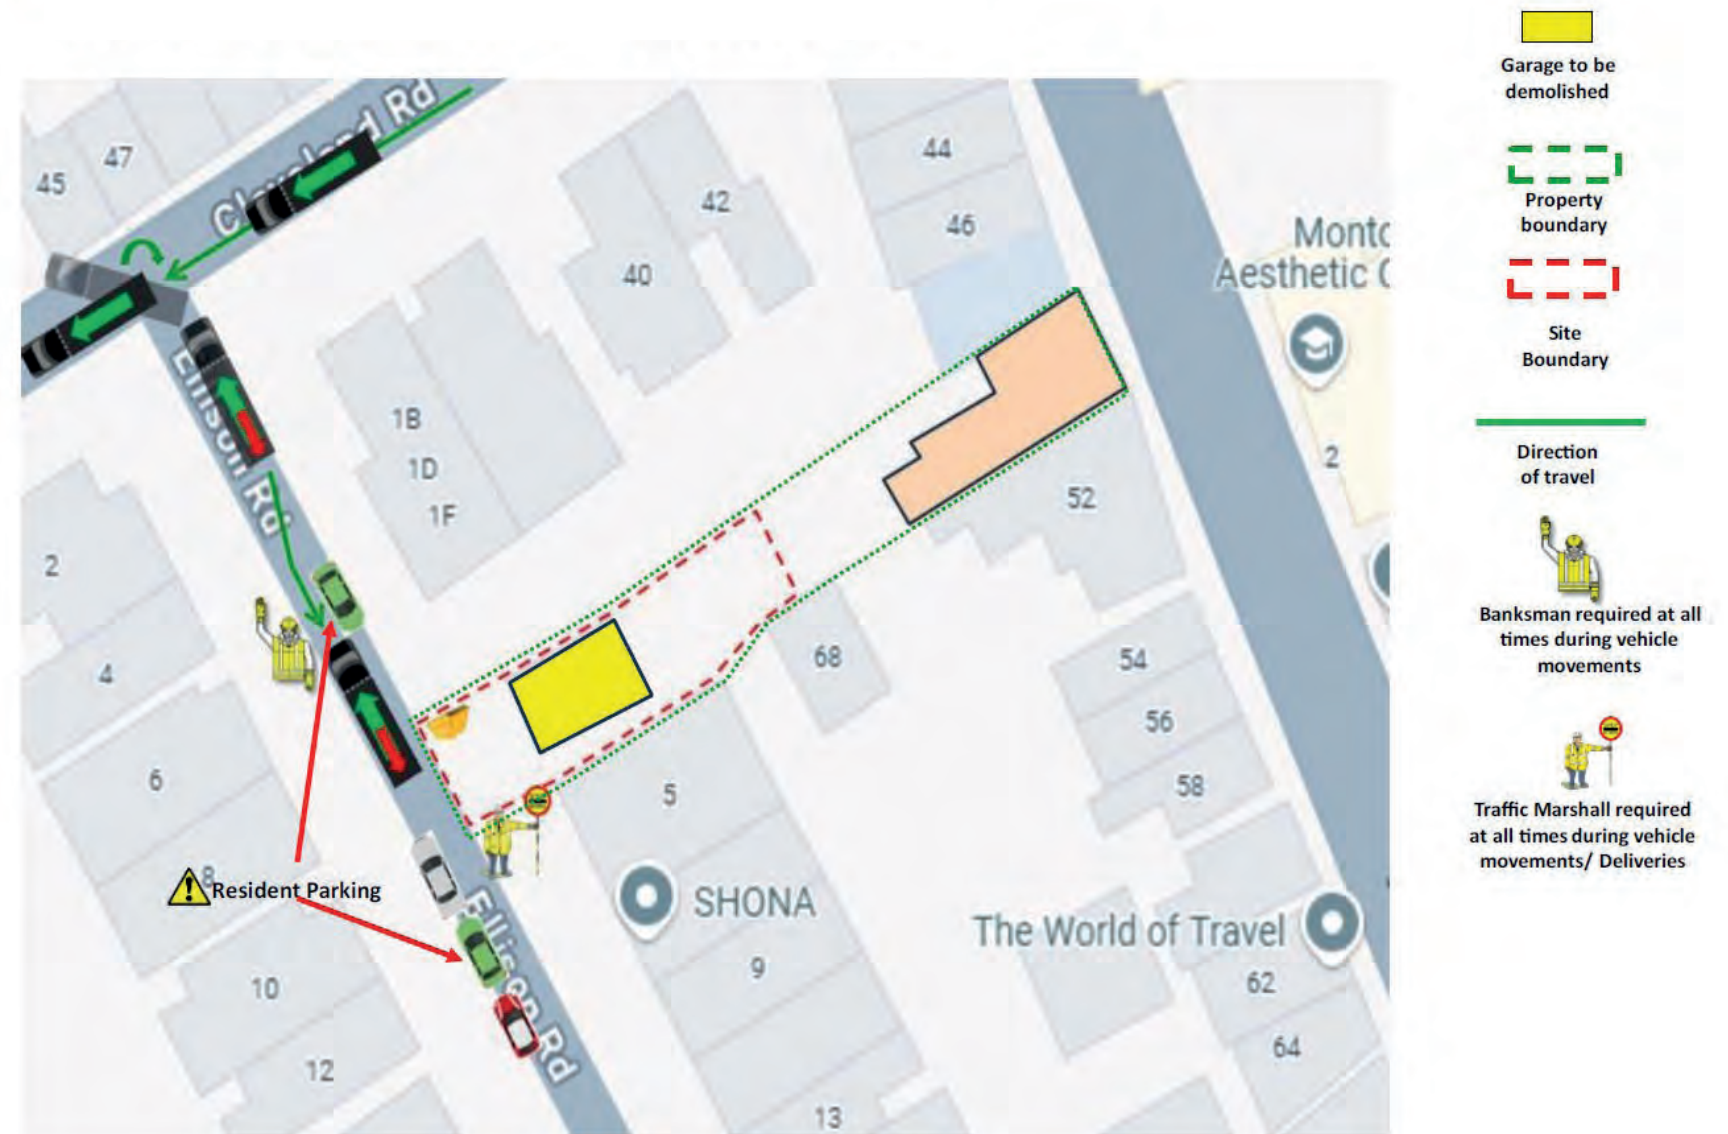 Cleveland Rd
45
47
44
46
42
40
Monto
Aesthetic C
Ellison Rd
1B
1D
1F
2
52
2
4
68
54
56
58
6
5
8
Resident Parking
SHONA
Ellison Rd
The World of Travel
9
10
62
64
12
13
Garage to be
demolished
Property
boundary
Site
Boundary
Direction
of travel
Banksman required at all
times during vehicle
movements
Traffic Marshall required
at all times during vehicle
movements/ Deliveries